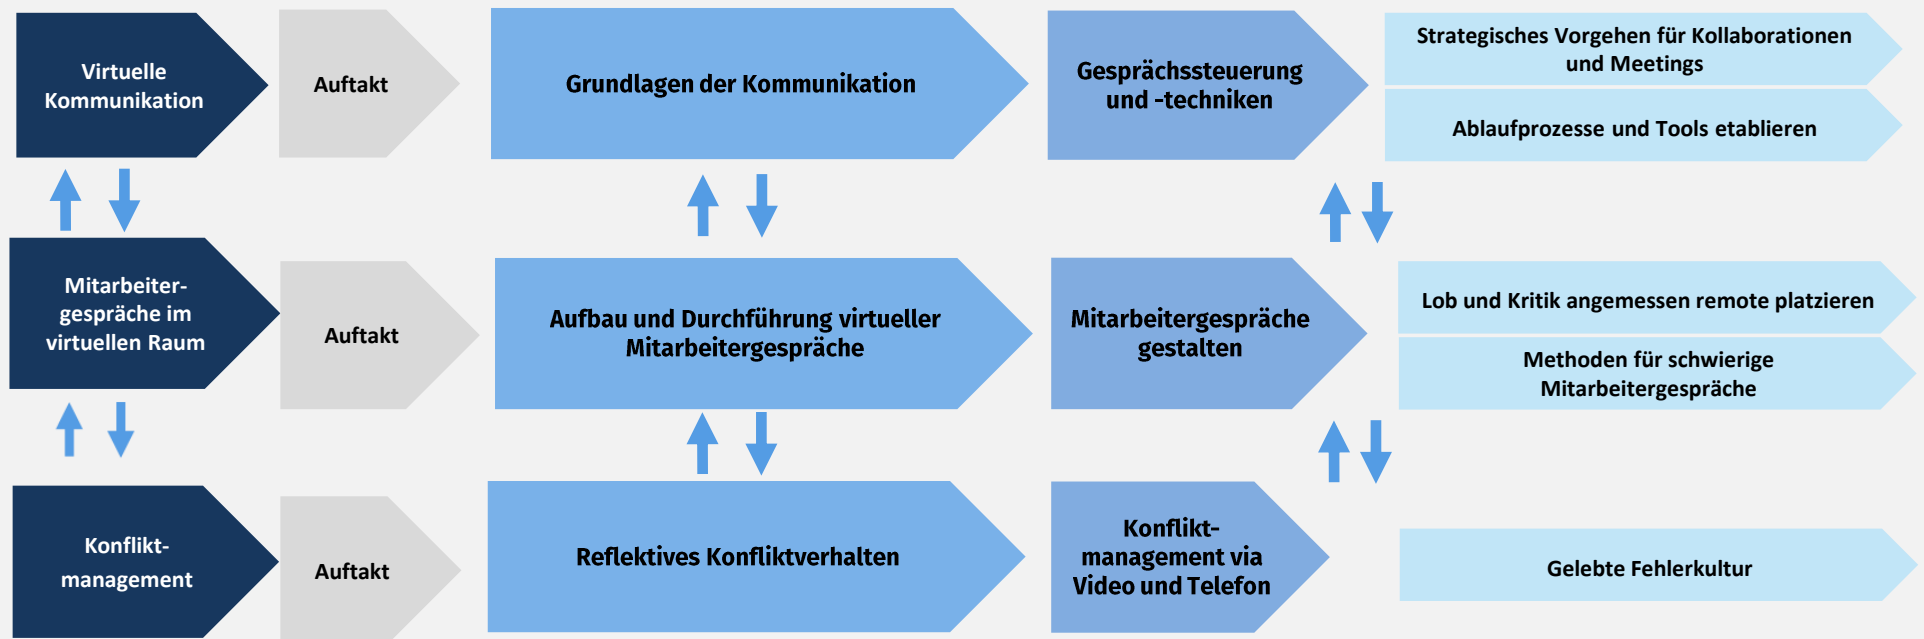 Virtuelle
Kommunikation
Auftakt
Grundlagen der Kommunikation
Gesprächssteuerung
und -techniken
Strategisches Vorgehen für Kollaborationen
und Meetings
Ablaufprozesse und Tools etablieren
Mitarbeiter-
gespräche im
virtuellen Raum
Auftakt
Aufbau und Durchführung virtueller
Mitarbeitergespräche
Mitarbeitergespräche
gestalten
Lob und Kritik angemessen remote platzieren
Methoden für schwierige
Mitarbeitergespräche
Konflikt-
management
Auftakt
Reflektives Konfliktverhalten
Konflikt-
management via
Video und Telefon
Gelebte Fehlerkultur